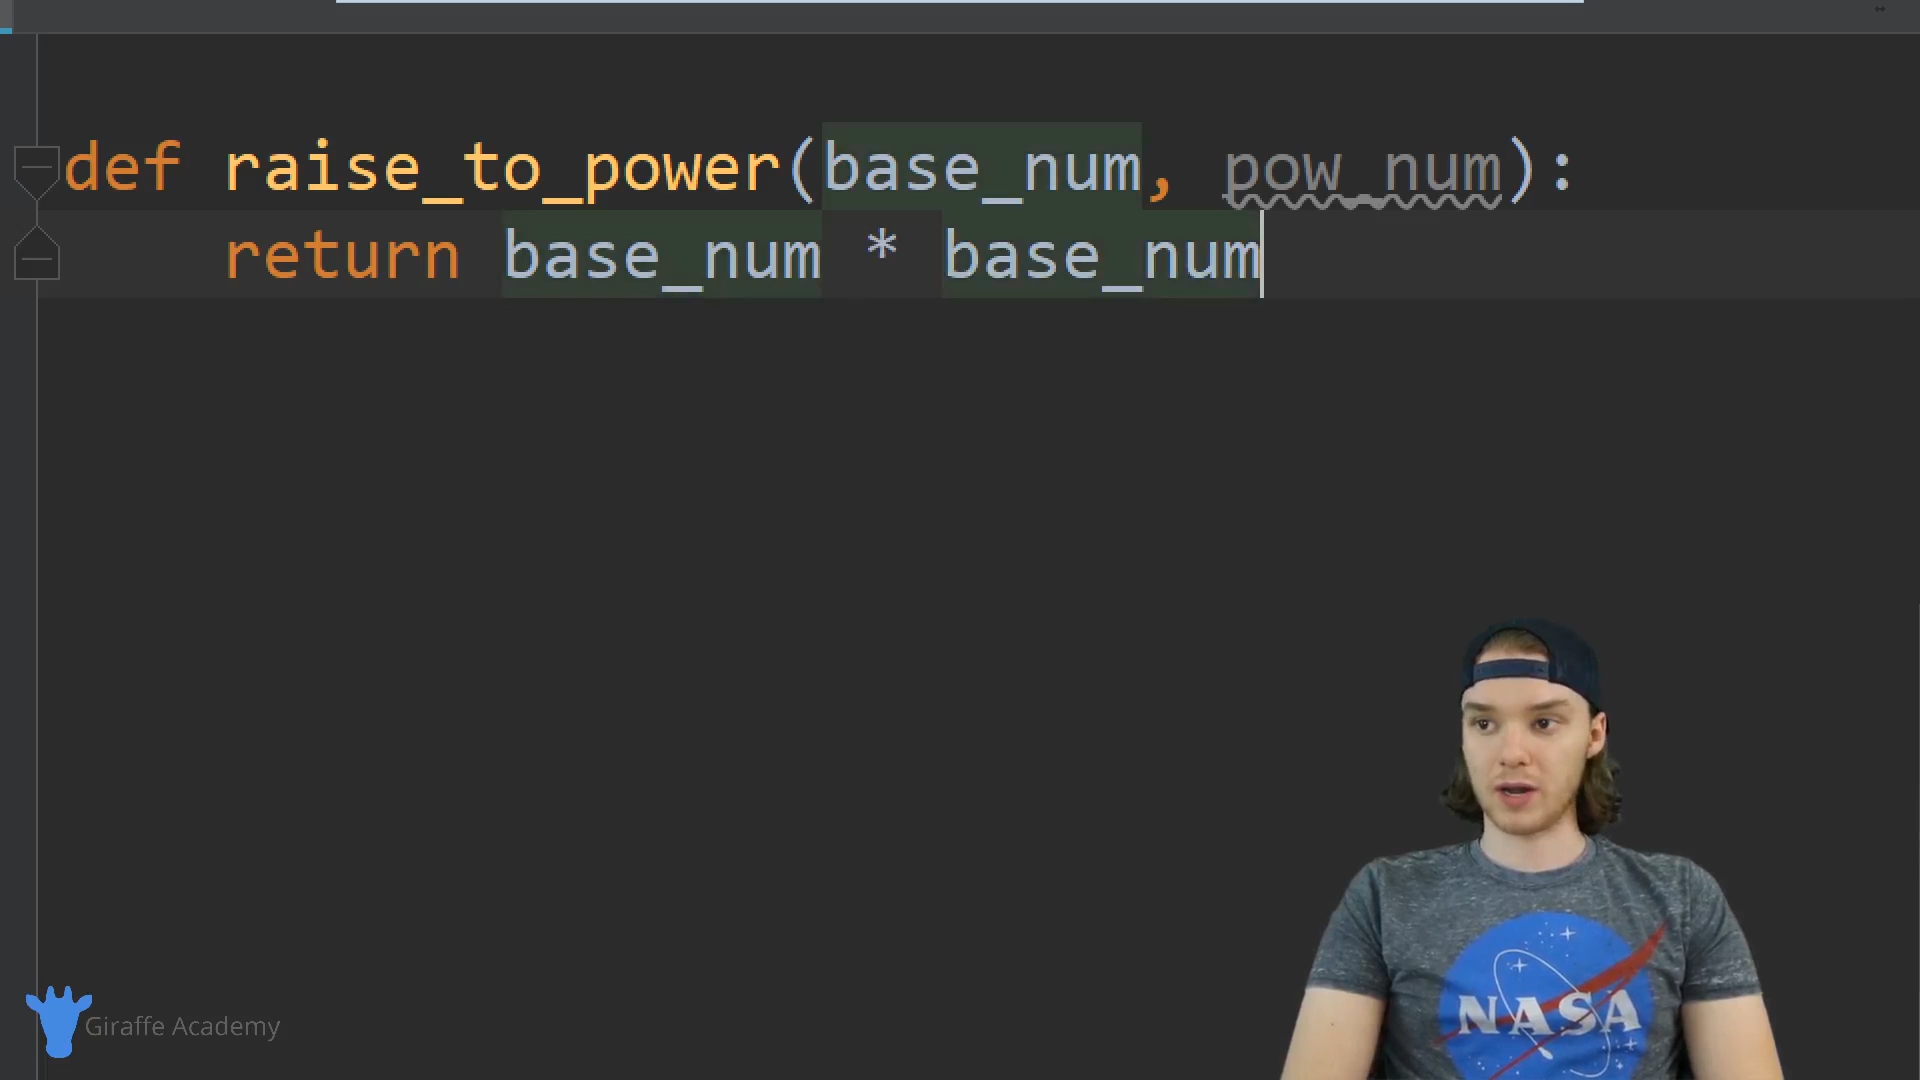 def raise_to_power(base_num, pow_num):
    return base_num * base_num
NASA
Giraffe Academy